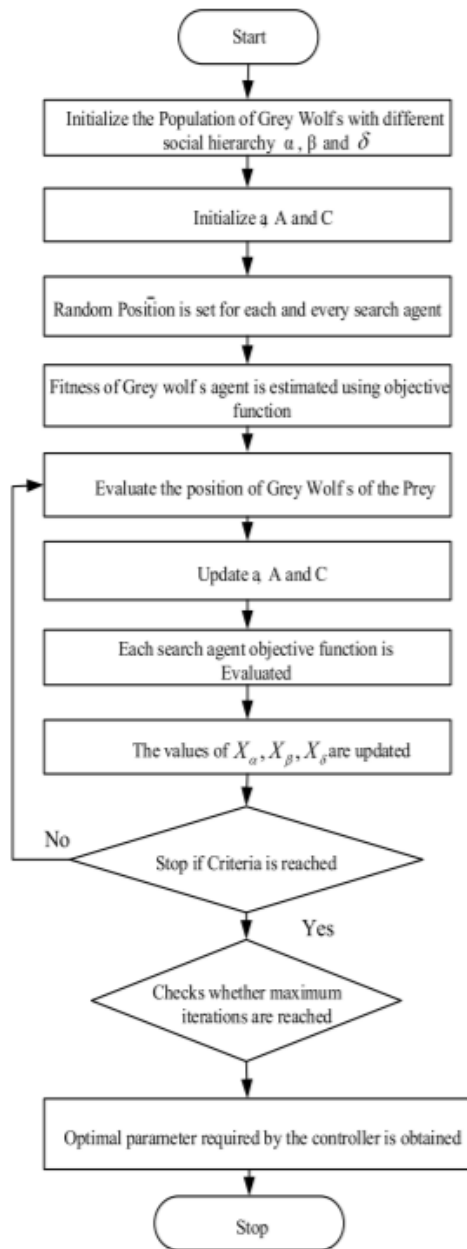 Start
Initialize the Population of Grey Wolf s with different
social hierarchy α , β and δ
Initialize a, A and C
Random Position is set for each and every search agent
Fitness of Grey wolf s agent is estimated using objective
function
Evaluate the position of Grey Wolf s of the Prey
Update a, A and C
Each search agent objective function is
Evaluated
The values of X_α, X_β, X_δ are updated
No
Stop if Criteria is reached
Yes
Checks whether maximum
iterations are reached
Optimal parameter required by the controller is obtained
Stop